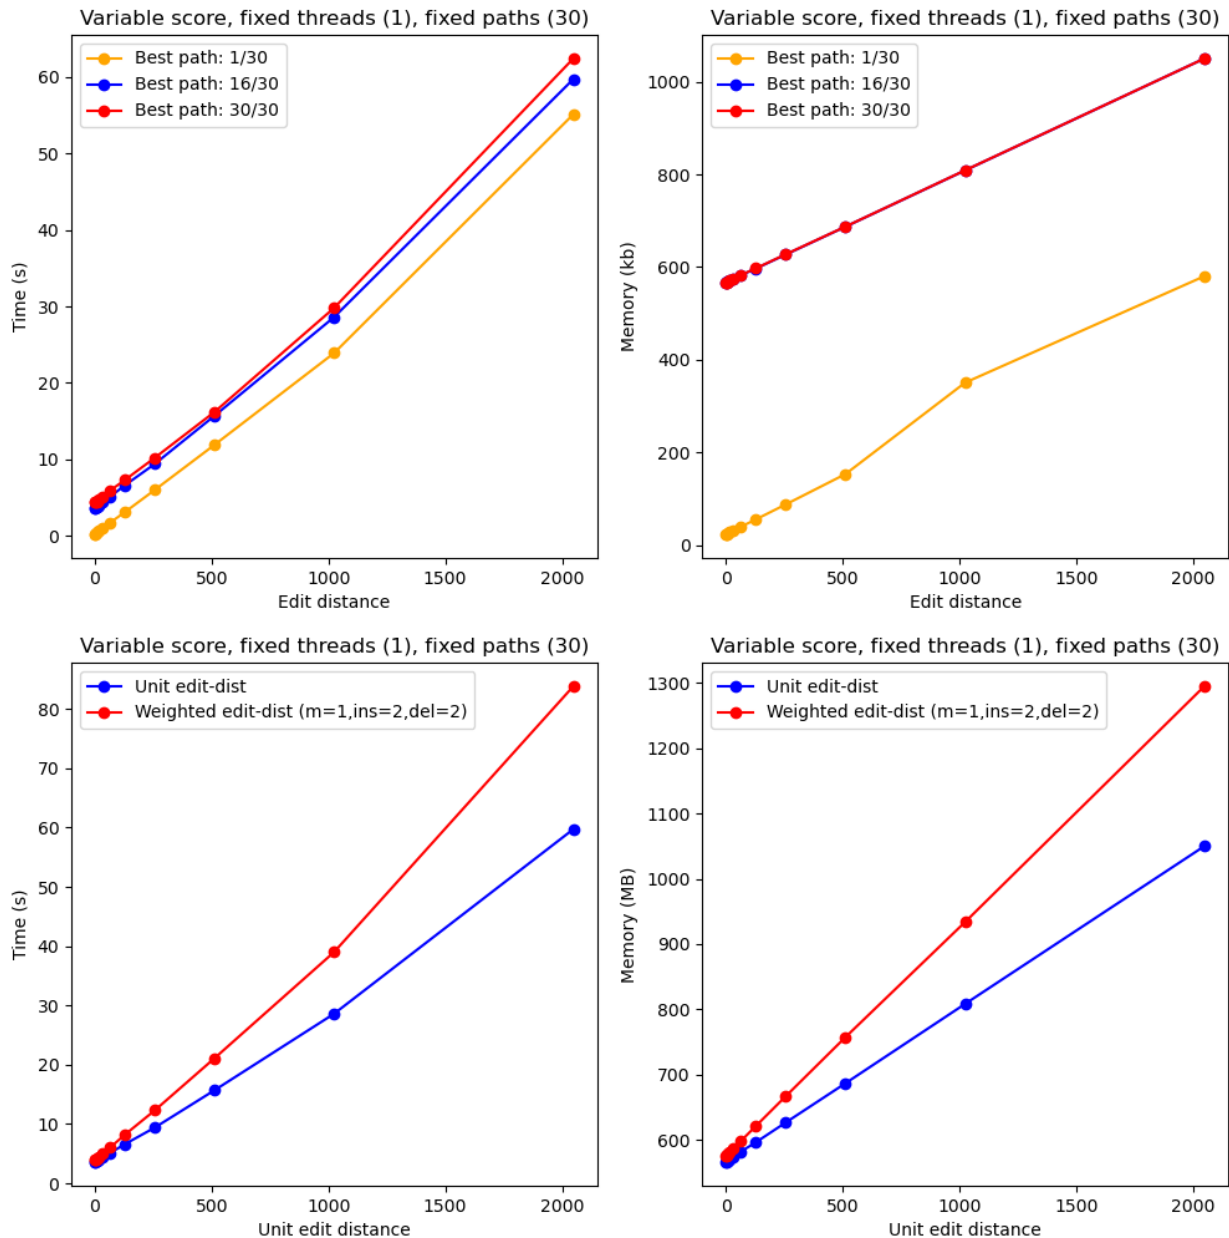 Variable score, fixed threads (1), fixed paths (30)
Best path: 1/30
Best path: 16/30
Best path: 30/30
60
50
40
30
20
10
0
Time (s)
0 500 1000 1500 2000
Edit distance
Variable score, fixed threads (1), fixed paths (30)
Best path: 1/30
Best path: 16/30
Best path: 30/30
1000
800
600
400
200
0
Memory (kb)
0 500 1000 1500 2000
Edit distance
Variable score, fixed threads (1), fixed paths (30)
Unit edit-dist
Weighted edit-dist (m=1,ins=2,del=2)
80
70
60
50
40
30
20
10
0
Time (s)
0 500 1000 1500 2000
Unit edit distance
Variable score, fixed threads (1), fixed paths (30)
Unit edit-dist
Weighted edit-dist (m=1,ins=2,del=2)
1300
1200
1100
1000
900
800
700
600
Memory (MB)
0 500 1000 1500 2000
Unit edit distance